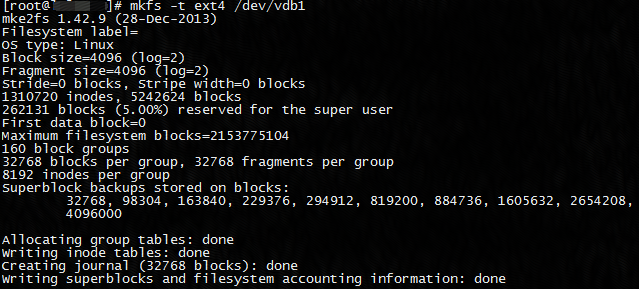 [root@ ]# mkfs -t ext4 /dev/vdb1
mke2fs 1.42.9 (28-Dec-2013)
Filesystem label=
OS type: Linux
Block size=4096 (log=2)
Fragment size=4096 (log=2)
Stride=0 blocks, Stripe width=0 blocks
1310720 inodes, 5242624 blocks
262131 blocks (5.00%) reserved for the super user
First data block=0
Maximum filesystem blocks=2153775104
160 block groups
32768 blocks per group, 32768 fragments per group
8192 inodes per group
Superblock backups stored on blocks:
32768, 98304, 163840, 229376, 294912, 819200, 884736, 1605632, 2654208,
4096000
Allocating group tables: done
Writing inode tables: done
Creating journal (32768 blocks): done
Writing superblocks and filesystem accounting information: done